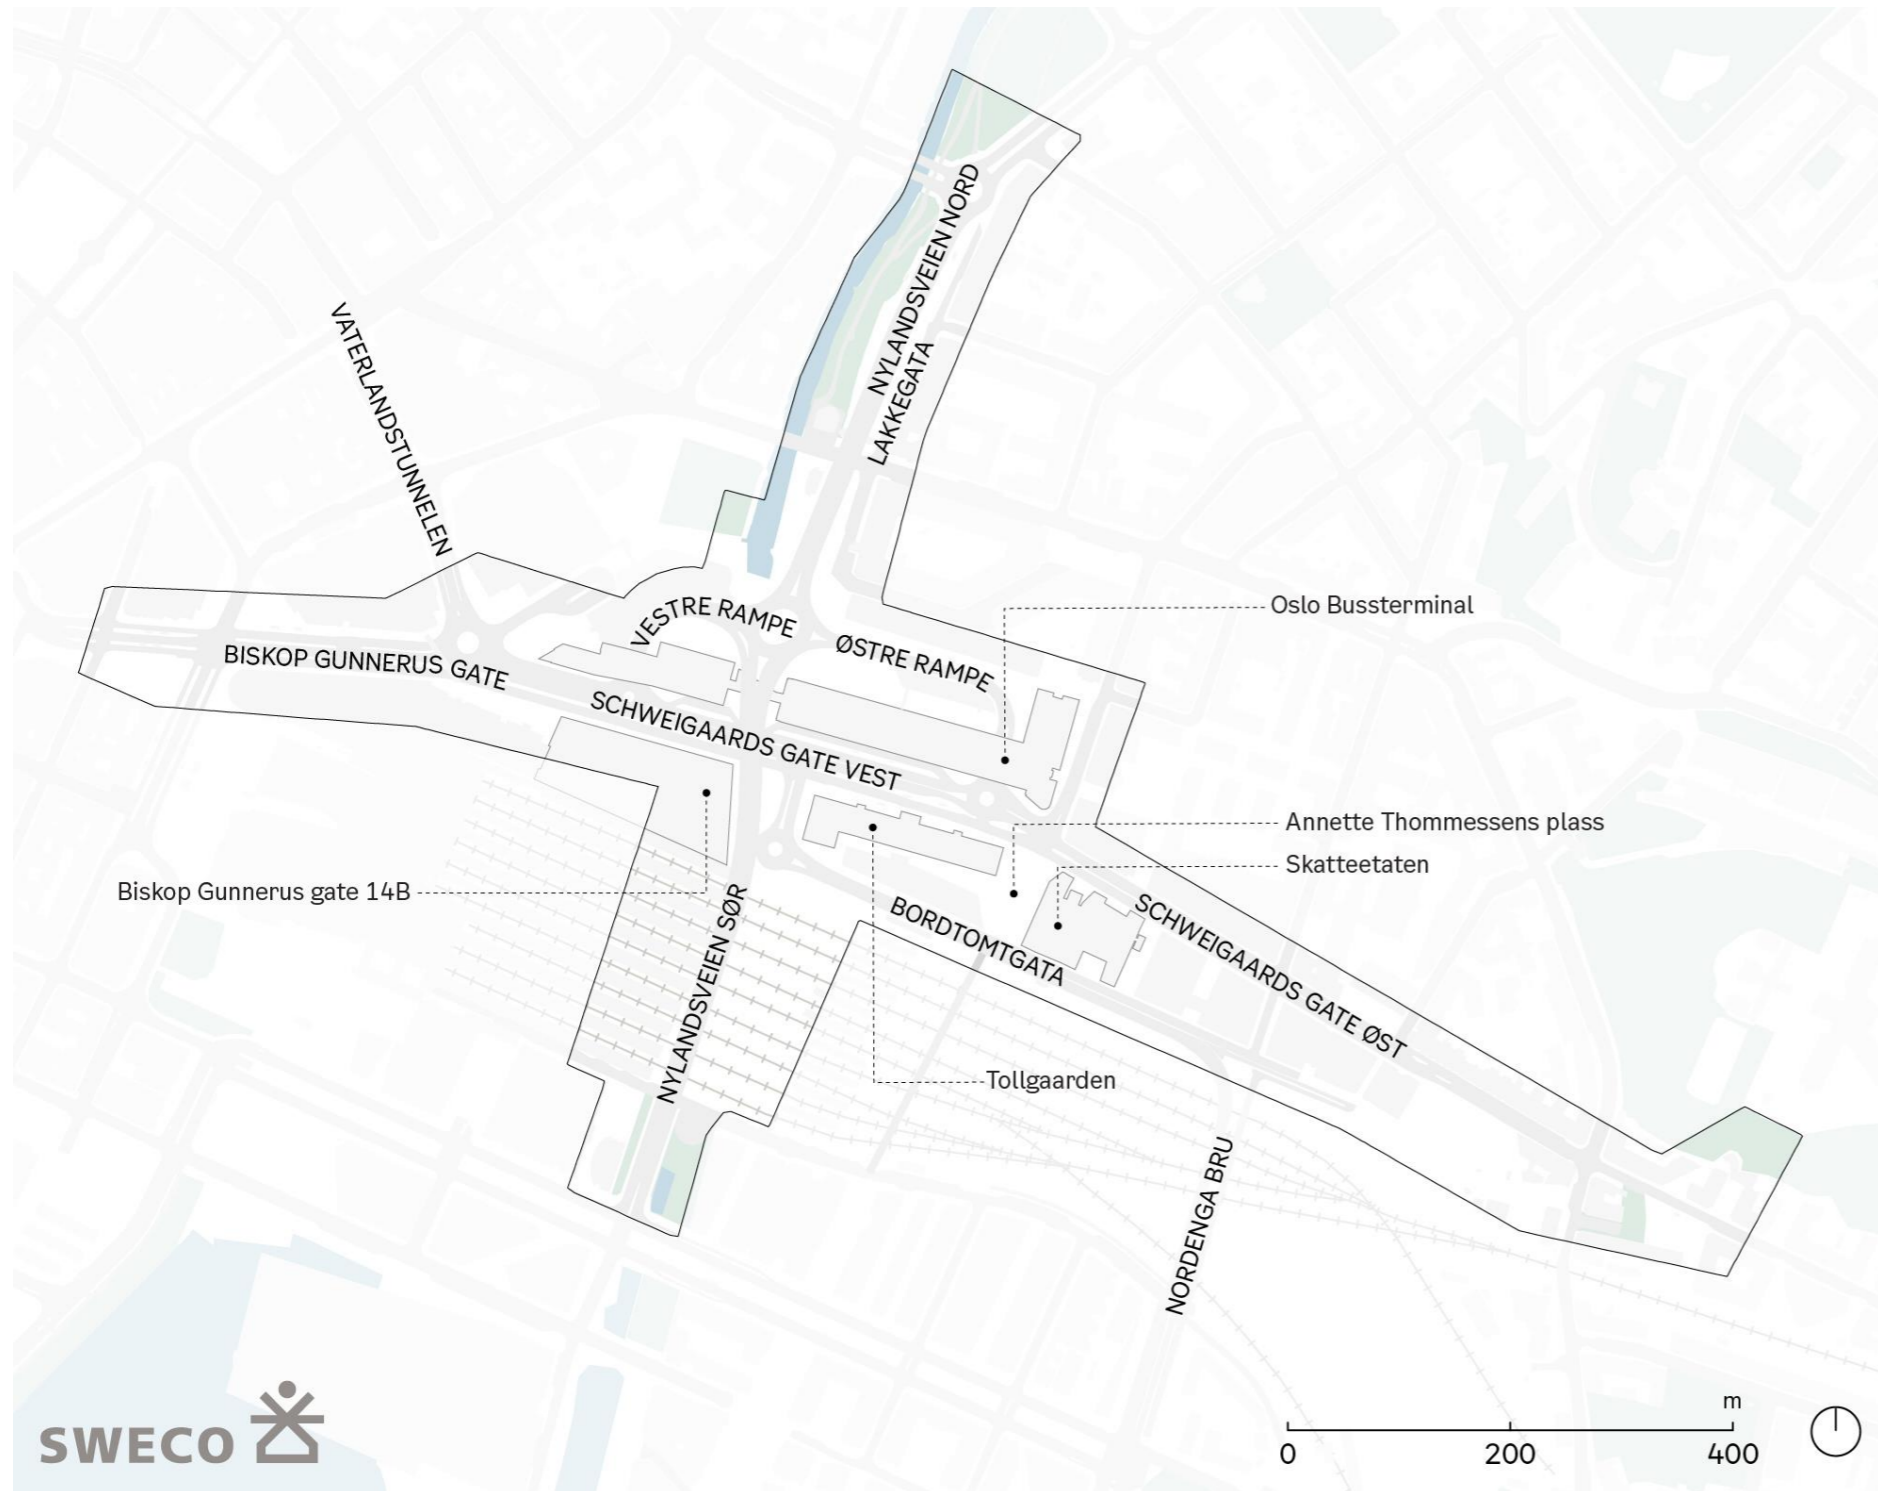 NYLANDSVEIEN NORD
LAKKEGATA
VATERLANDSTUNNELEN
VESTRE RAMPE
ØSTRE RAMPE
Oslo Bussterminal
BISKOP GUNNERUS GATE
SCHWEIGAARDS GATE VEST
Annette Thommessens plass
Skatteetaten
Biskop Gunnerus gate 14B
NYLANDSVEIEN SØR
BORDTOMTGATA
SCHWEIGAARDS GATE ØST
Tollgaarden
NORDENGA BRU
SWECO
m
0 200 400